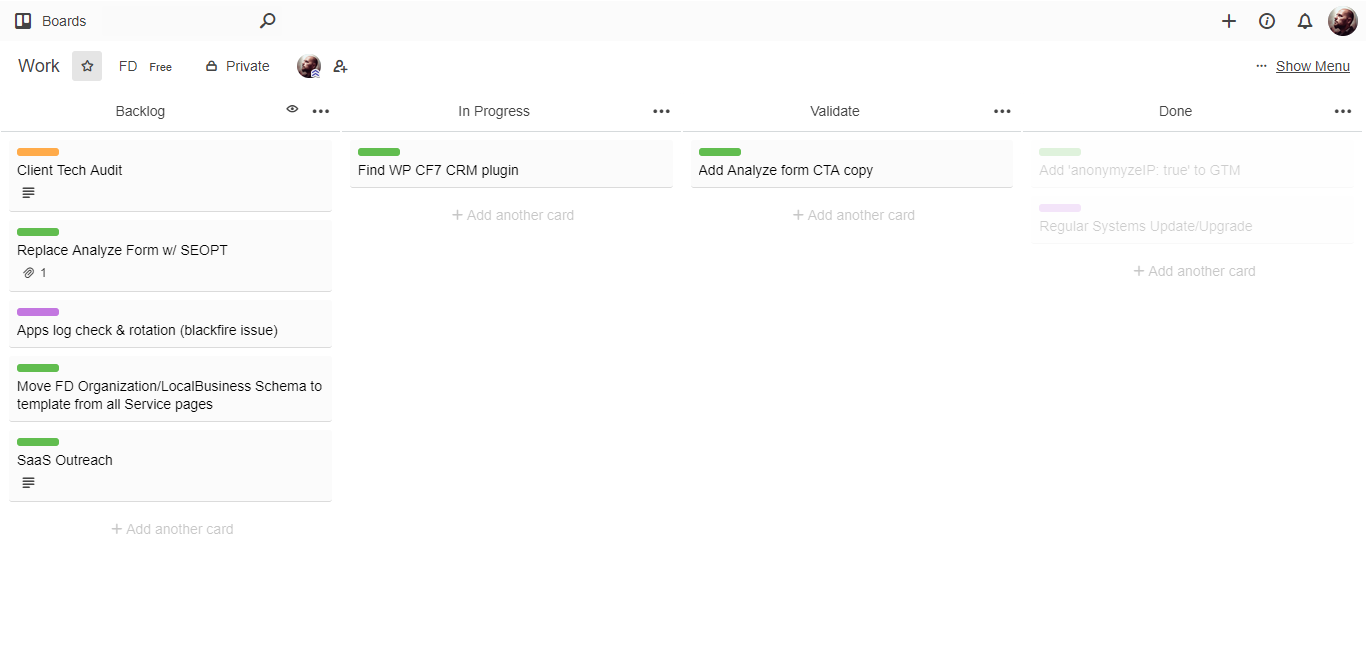 Boards
Work
FD Free
Private
Show Menu
Backlog
Client Tech Audit
Replace Analyze Form w/ SEOPT
1
Apps log check & rotation (blackfire issue)
Move FD Organization/LocalBusiness Schema to
template from all Service pages
SaaS Outreach
+ Add another card
In Progress
Find WP CF7 CRM plugin
+ Add another card
Validate
Add Analyze form CTA copy
+ Add another card
Done
Add 'anonymyzeIP: true' to GTM
Regular Systems Update/Upgrade
+ Add another card